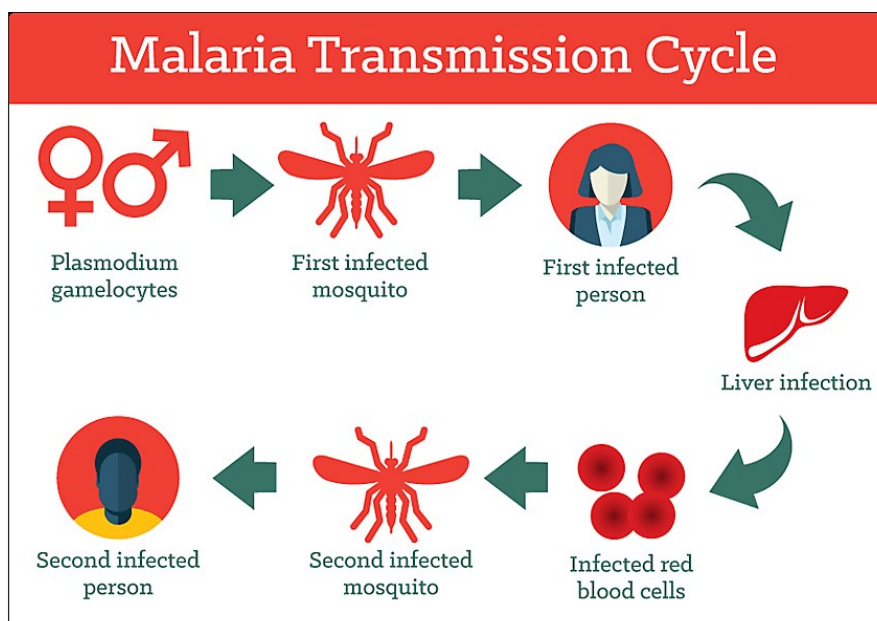 Malaria Transmission Cycle
Plasmodium
gamelocytes
First infected
mosquito
First infected
person
Liver infection
Infected red
blood cells
Second infected
mosquito
Second infected
person